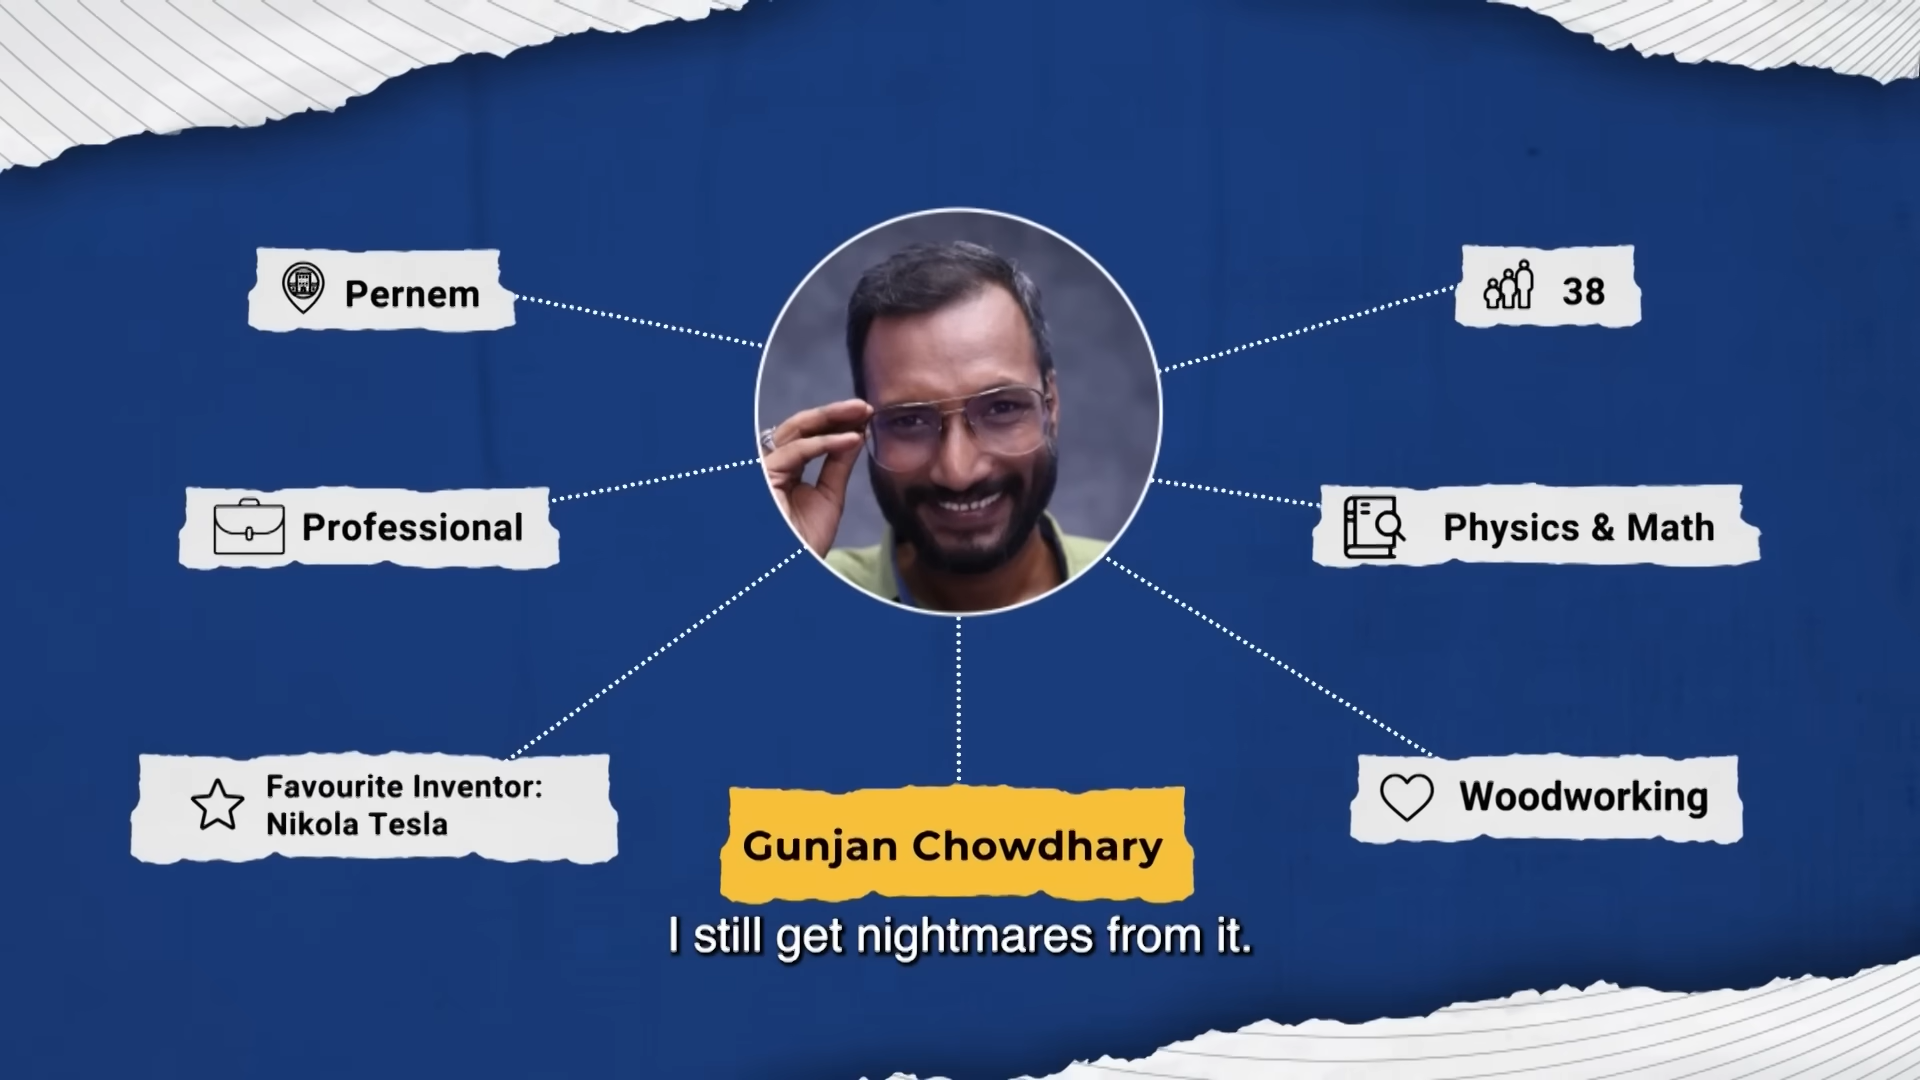 Pernem
38
Professional
Physics & Math
Favourite Inventor:
Nikola Tesla
Woodworking
Gunjan Chowdhary
I still get nightmares from it.